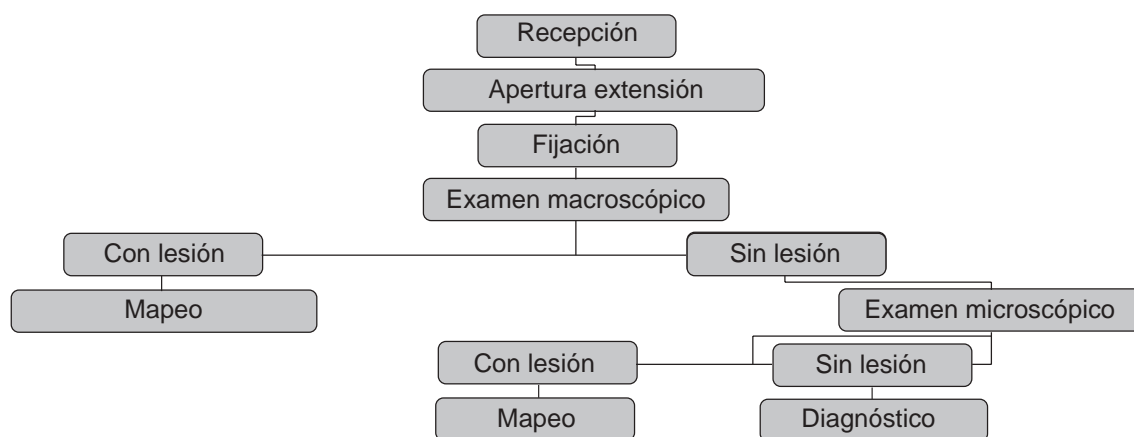 Recepción
Apertura extensión
Fijación
Examen macroscópico
Con lesión
Sin lesión
Mapeo
Examen microscópico
Con lesión
Sin lesión
Mapeo
Diagnóstico